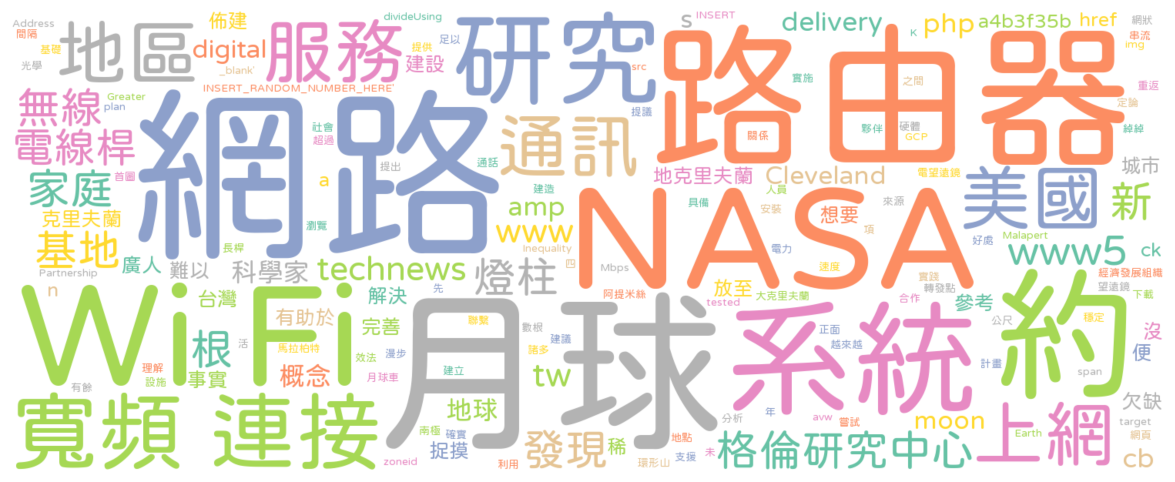 Address
間隔
基礎
光學
地區
佈建
digital
_blank'
服務
divideUsing
提供
足以
建設
研究
src
提議
S
INSERT
路由器
delivery
實施
php
K
之間
a4b3f35b
href
img
網狀
串流
重返
定論
無線
Greater
plan
INSERT_RANDOM_NUMBER_HERE'
社會
超過
提出
電線桿
首圖
家庭
網路
通話
通訊
關係
夥伴
硬體
GCP
綽綽
克里夫蘭
a
瀏覽
建造
地克里夫蘭
Cleveland
電望遠鏡
城市
基地
長桿
amp
具備
人員
安裝
想要
來源
項
美國
新
Partnership
廣人
難以
科學家
technews
www
Inequality
NASA
電力
好處
Malapert
www5
ck
n
台灣
解決
先
燈柱
四
Mbps
阿提米絲
放至
tested
速度
大克里夫蘭
實踐
轉發點
參考
望遠鏡
經濟發展組織
下載
WiFi
根
有助於
完善
聯繫
數根
月球
建議
諸多
系統
合作
正面
越來越
公尺
約
穩定
沒
活
馬拉柏特
效法
漫步
建立
tw
計畫
便
理解
設施
事實
概念
月球車
有餘
span
欠缺
寬頻 連接
地球
南極
確實
捉摸
zoneid
利用
發現
稀
環形山
地點
支援
分析
未
年
avw
嘗試
moon
格倫研究中心
Earth
上網
target
網頁
cb